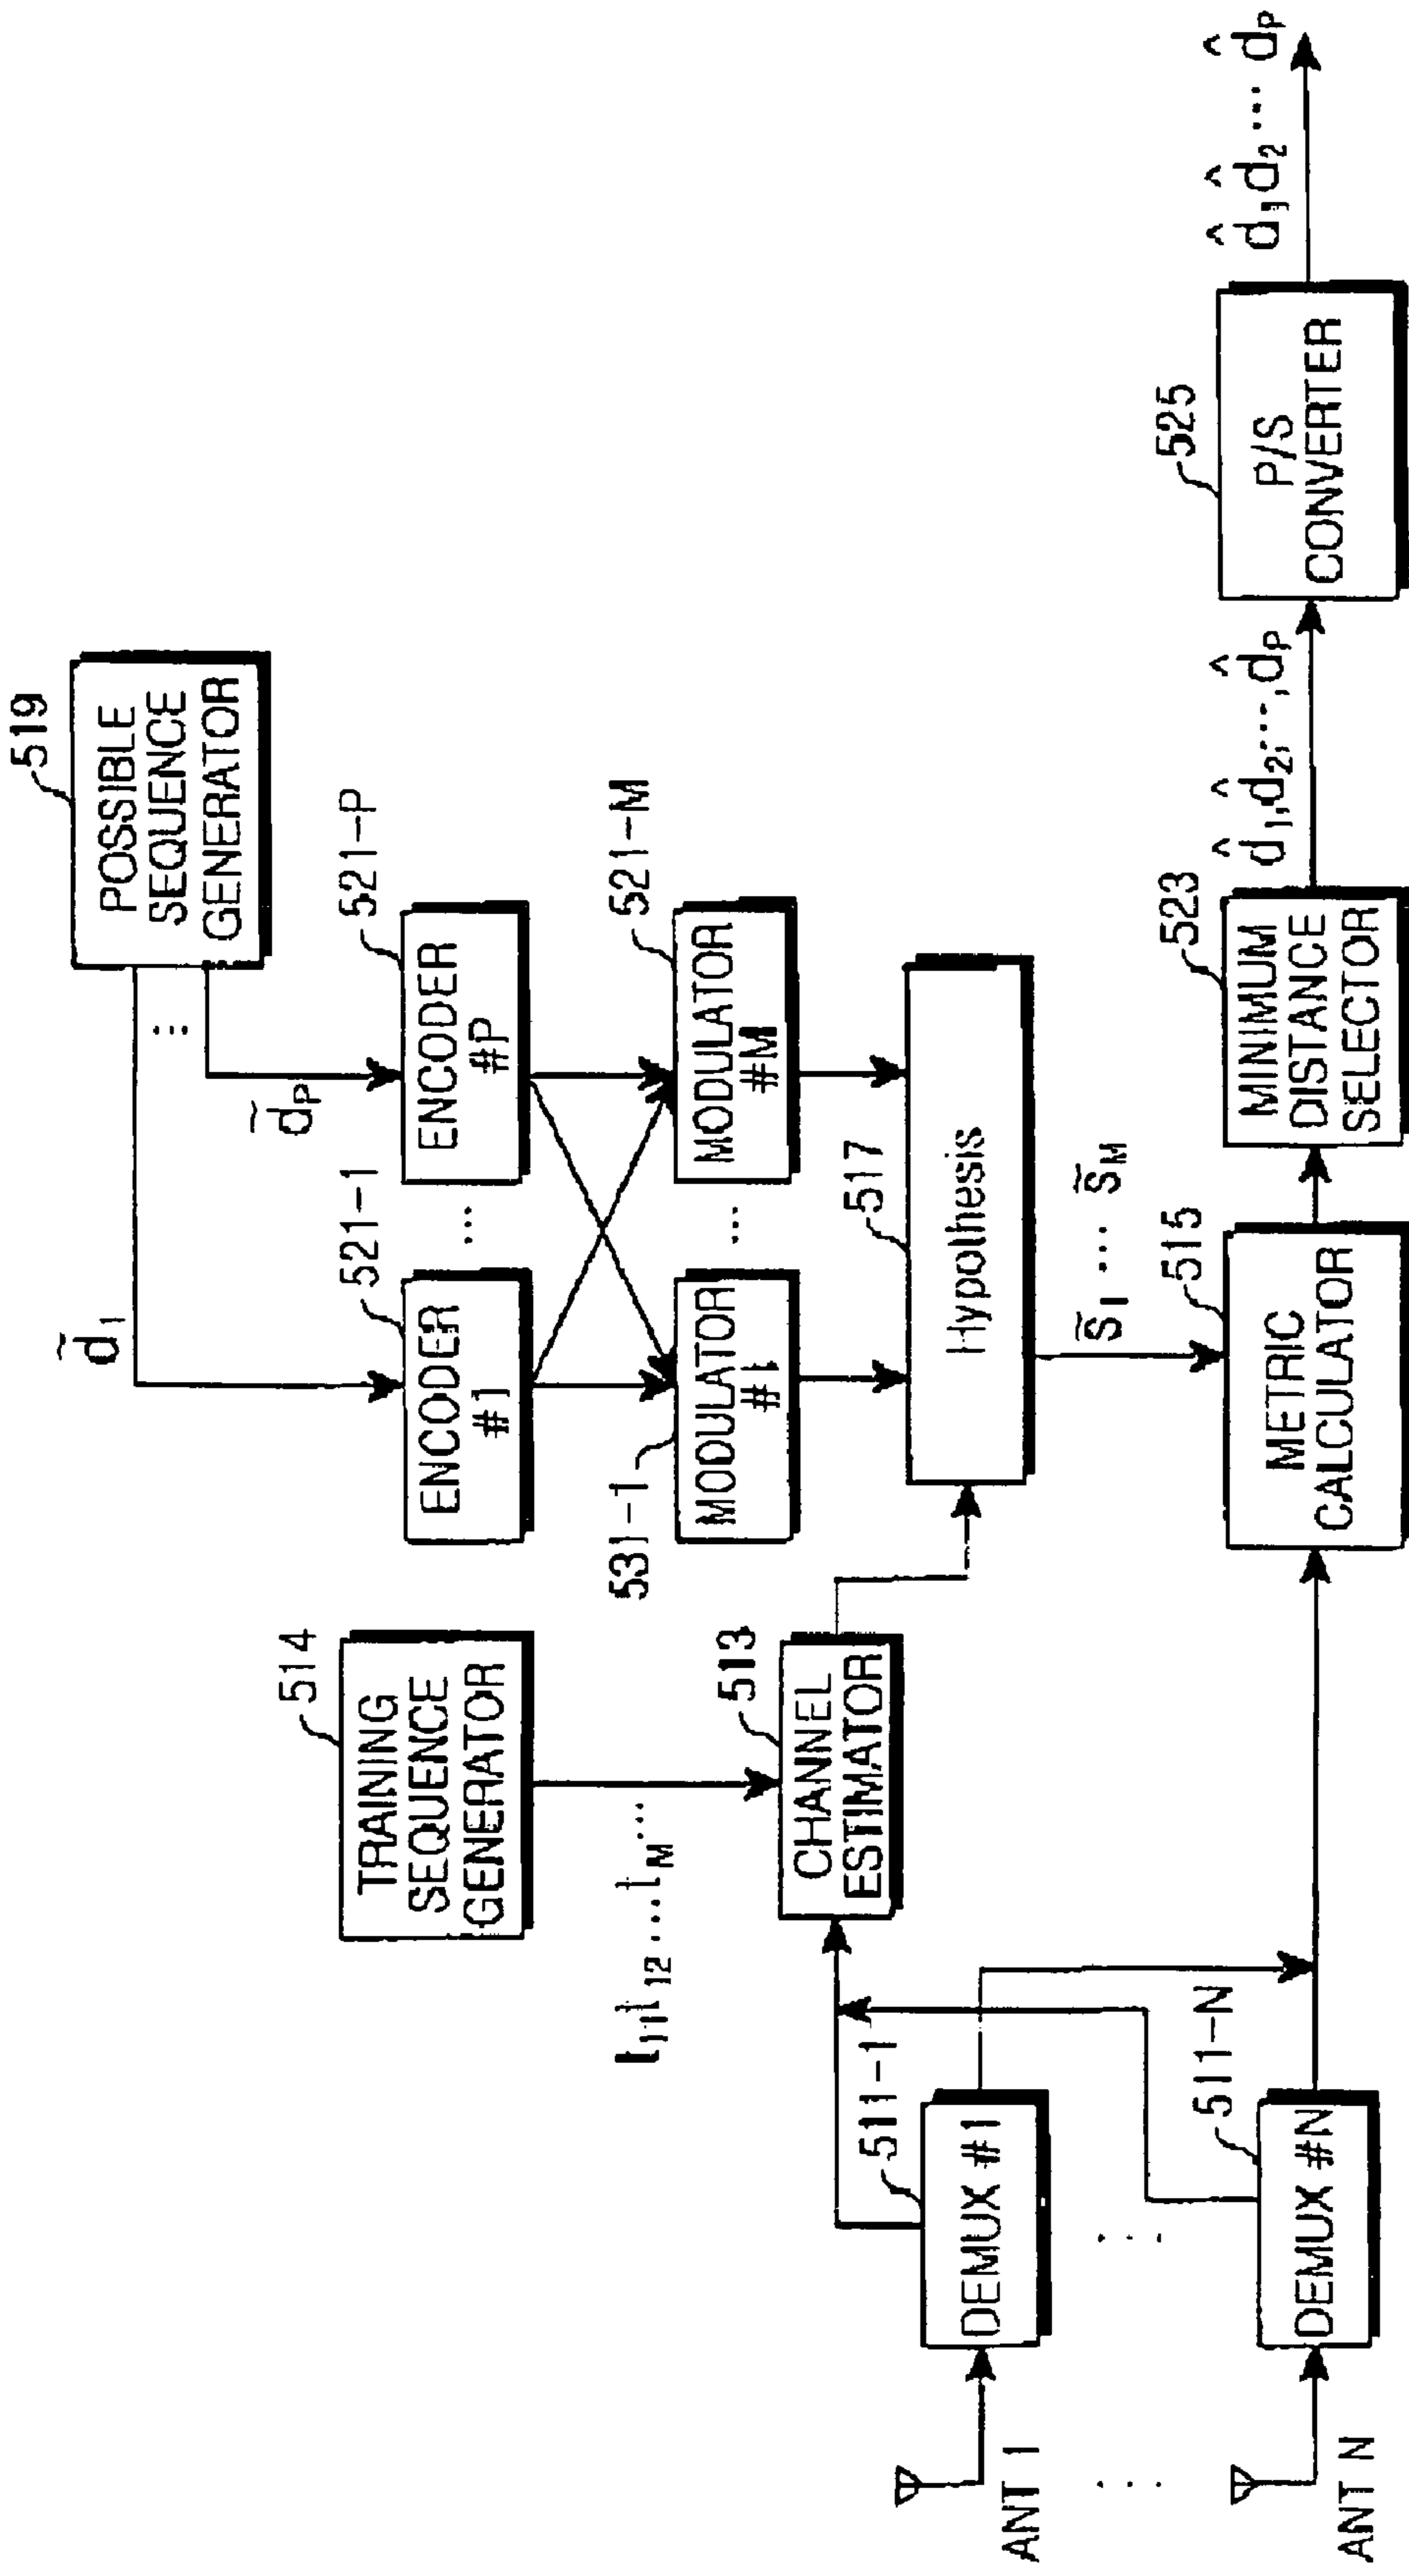 519
POSSIBLE
SEQUENCE
GENERATOR
d̃1
⋮
d̃P
521-1
ENCODER
#1
...
521-P
ENCODER
#P
531-1
MODULATOR
#1
...
521-M
MODULATOR
#M
514
TRAINING
SEQUENCE
GENERATOR
t11t12...tM...
513
CHANNEL
ESTIMATOR
517
Hypothesis
s̃1 ... s̃M
ANT 1
511-1
DEMUX #1
...
ANT N
511-N
DEMUX #N
...
515
METRIC
CALCULATOR
523
MINIMUM
DISTANCE
SELECTOR
d̂1,d̂2,...,d̂P
525
P/S
CONVERTER
d̂1,d̂2...d̂P